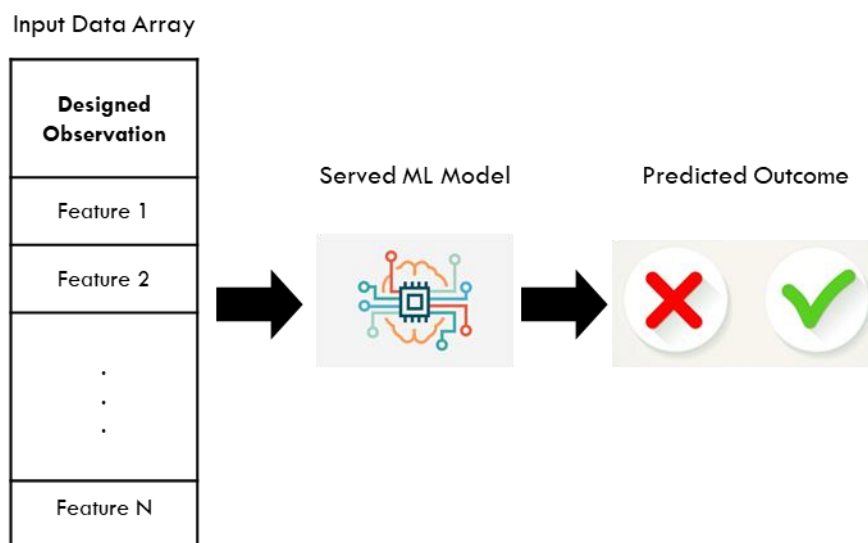 Input Data Array
Designed
Observation
Feature 1
Feature 2
.
.
.
Feature N
Served ML Model
Predicted Outcome